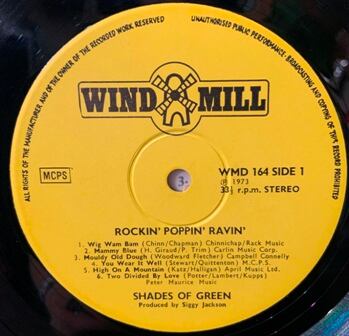 ALL RIGHTS OF THE MANUFACTURER AND OF THE OWNER OF THE RECORDED WORK RESERVED
UNAUTHORISED PUBLIC PERFORMANCE, BROADCASTING AND COPYING OF THIS RECORD PROHIBITED
WIND MILL
MCPS
WMD 164 SIDE 1
Ⓟ 1973
33⅓ r.p.m. STEREO
ROCKIN' POPPIN' RAVIN'
1. Wig Wam Bam (Chinn/Chapman) Chinnichap/Rack Music
2. Mammy Blue (H. Giraud/P. Trim) Carlin Music Corp.
3. Mouldy Old Dough (Woodward Fletcher) Campbell Connelly
4. You Wear It Well (Stewart/Quittenton) M.C.P.S.
5. High On A Mountain (Katz/Halligan) April Music Ltd.
6. Two Divided By Love (Potter/Lambert/Kupps)
Peter Maurice Music
SHADES OF GREEN
Produced by Siggy Jackson